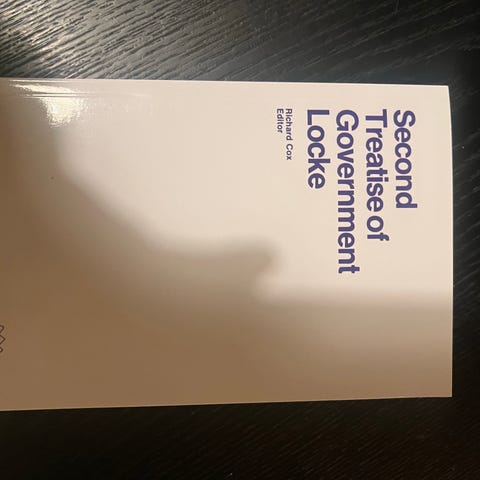 Second
Treatise of
Government
Locke
Richard Cox
Editor